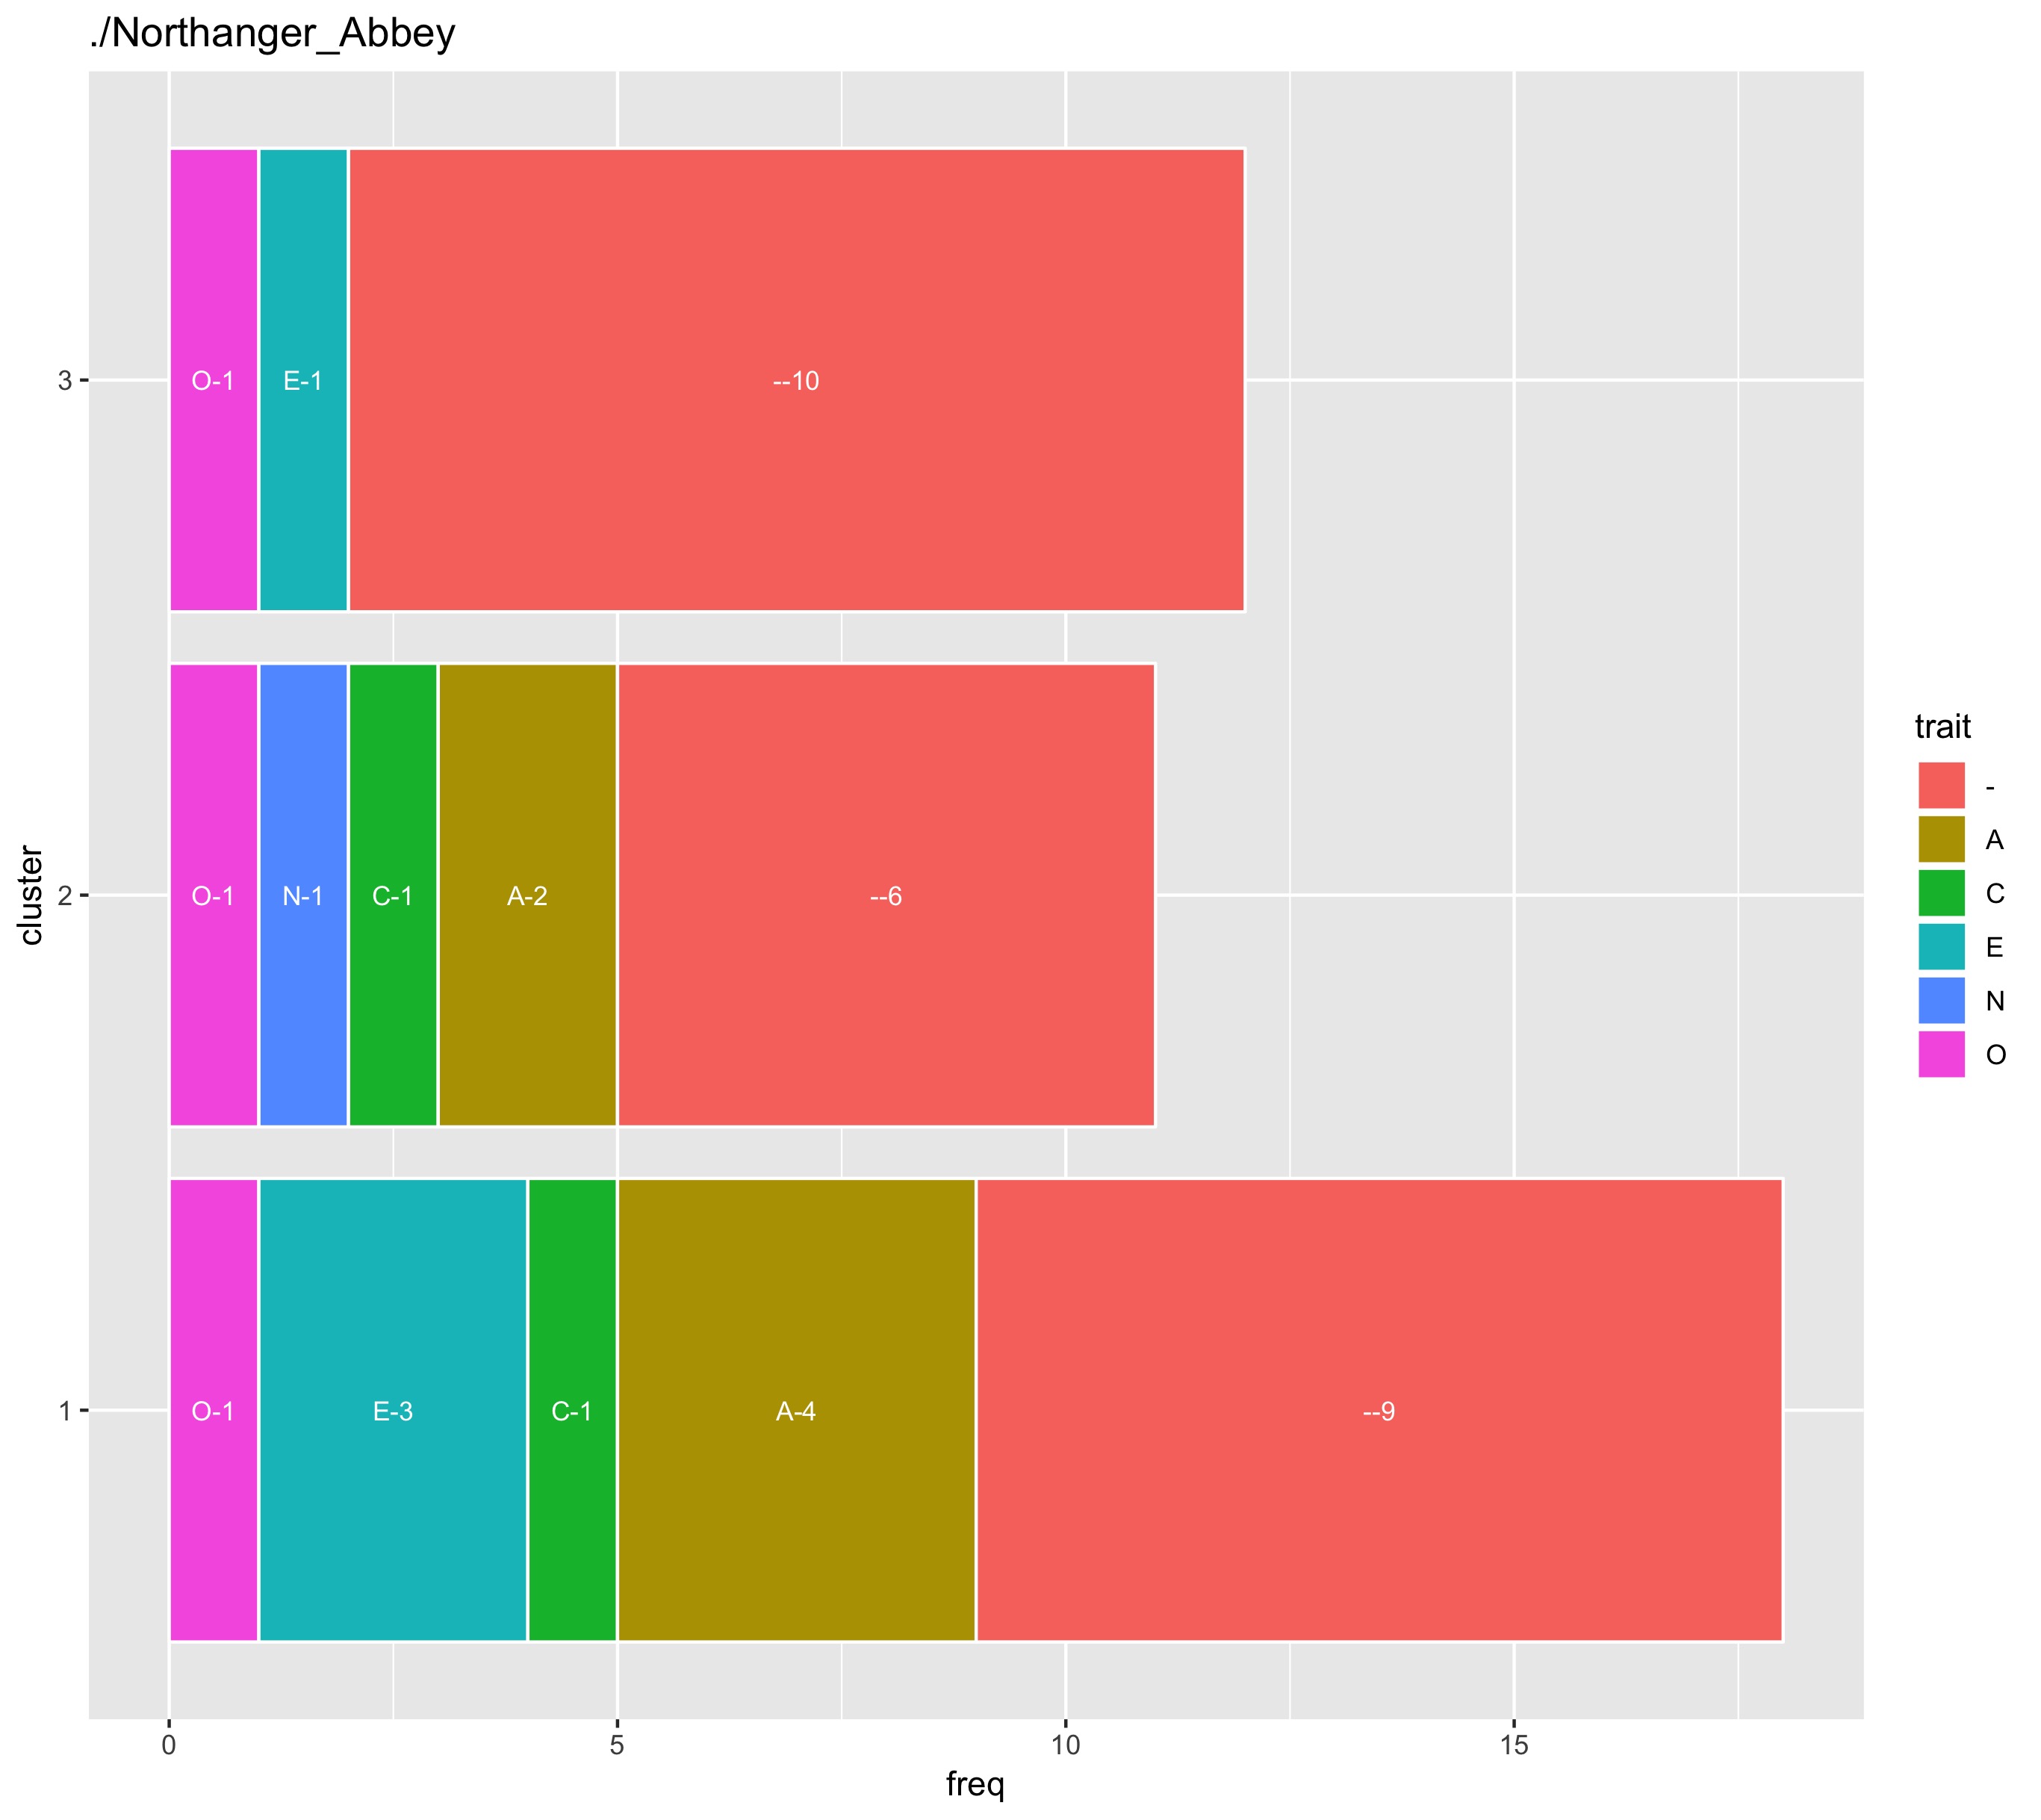 ./Northanger_Abbey
3
O-1 E-1 --10
2
O-1 N-1 C-1 A-2 --6
1
O-1 E-3 C-1 A-4 --9
cluster
0 5 10 15
freq
trait
-
A
C
E
N
O